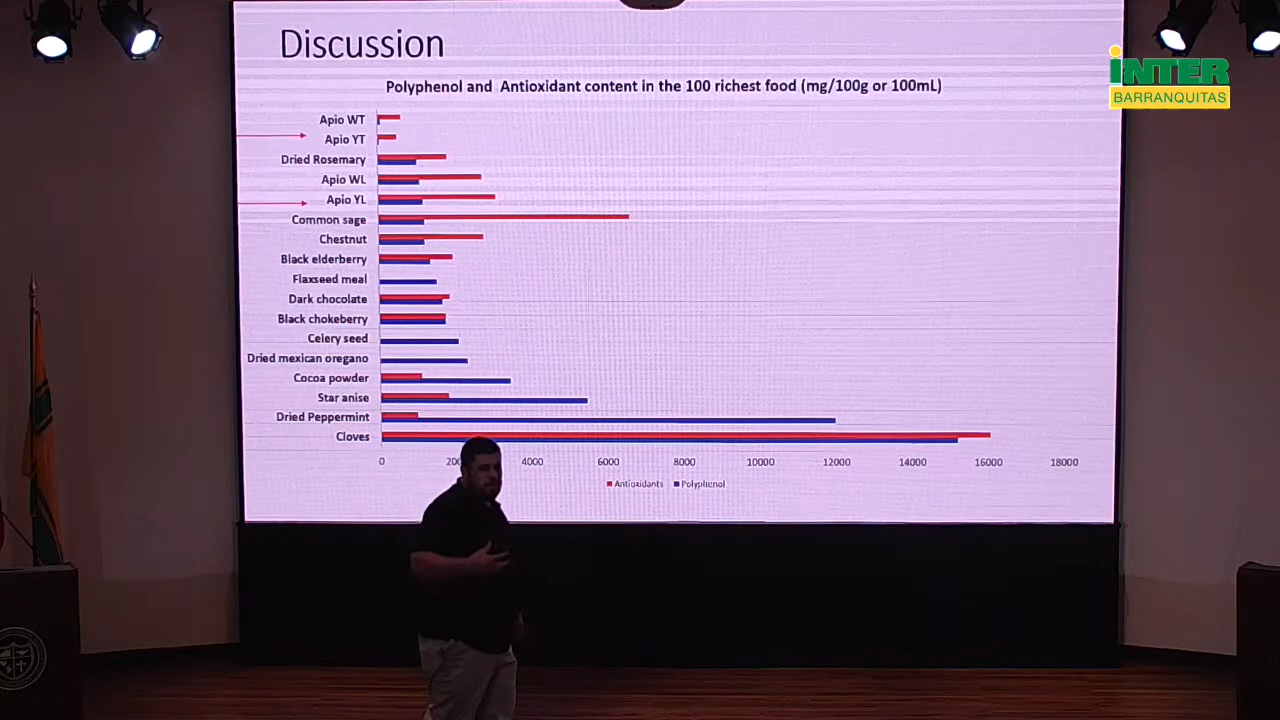 Discussion
Polyphenol and Antioxidant content in the 100 richest food (mg/100g or 100mL)
iNTER
BARRANQUITAS
Apio WT
Apio YT
Dried Rosemary
Apio WL
Apio YL
Common sage
Chestnut
Black elderberry
Flaxseed meal
Dark chocolate
Black chokeberry
Celery seed
Dried mexican oregano
Cocoa powder
Star anise
Dried Peppermint
Cloves
0 4000 6000 8000 10000 12000 14000 16000 18000
Antioxidants Polyphenol